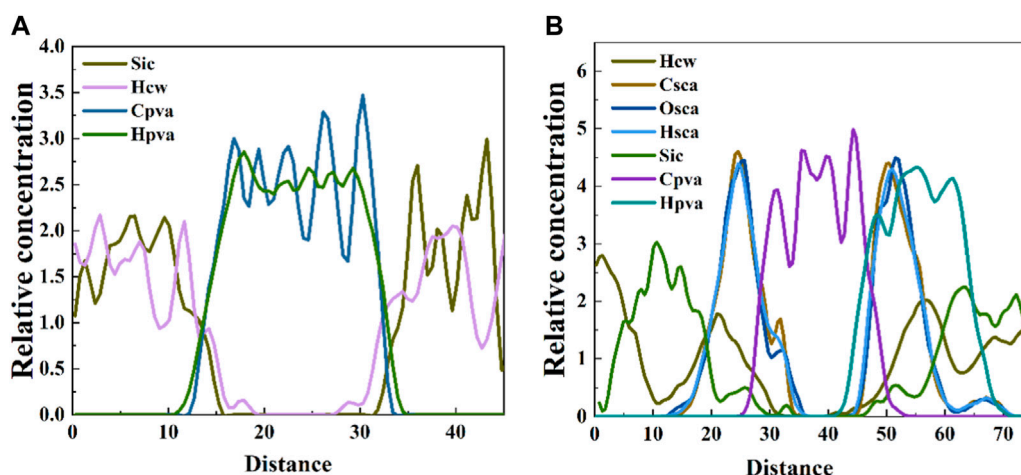 A
Relative concentration
4.0
3.5
3.0
2.5
2.0
1.5
1.0
0.5
0.0
Sic
Hcw
Cpva
Hpva
0 10 20 30 40
Distance
B
Relative concentration
6
5
4
3
2
1
0
Hcw
Csca
Osca
Hsca
Sic
Cpva
Hpva
0 10 20 30 40 50 60 70
Distance